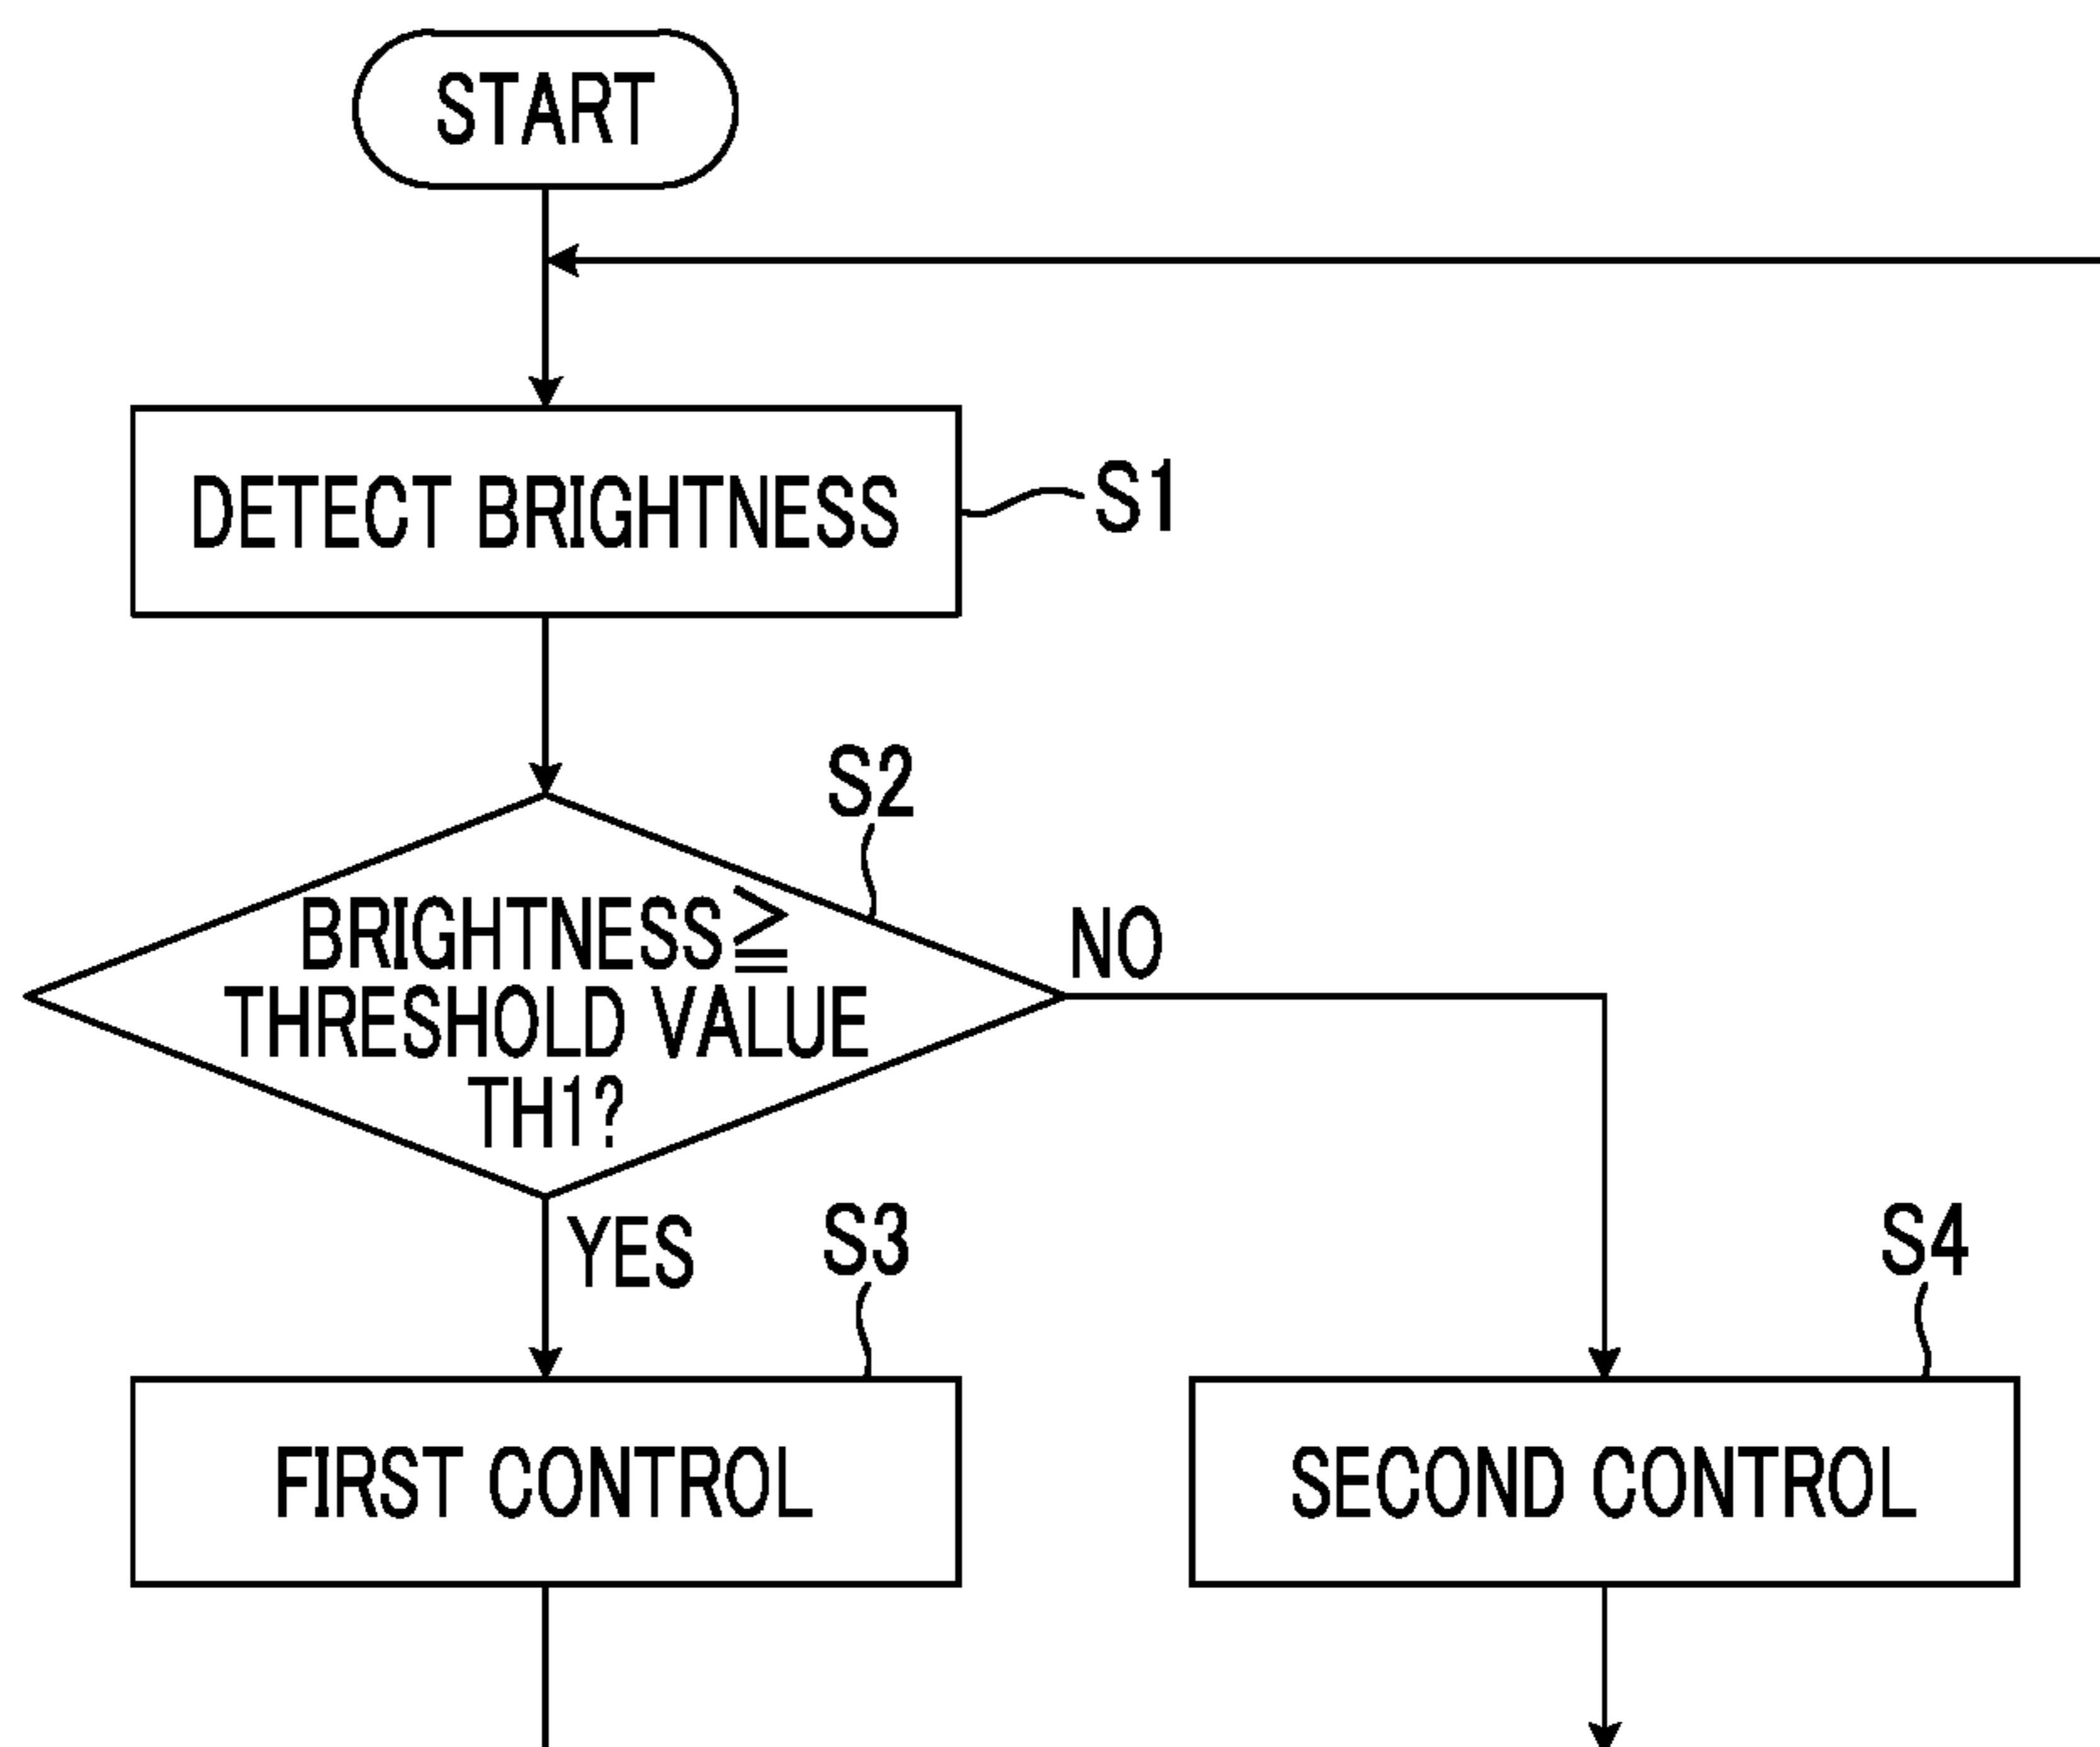 START
DETECT BRIGHTNESS
S1
S2
BRIGHTNESS≧
THRESHOLD VALUE
TH1?
NO
YES
S3
S4
FIRST CONTROL
SECOND CONTROL